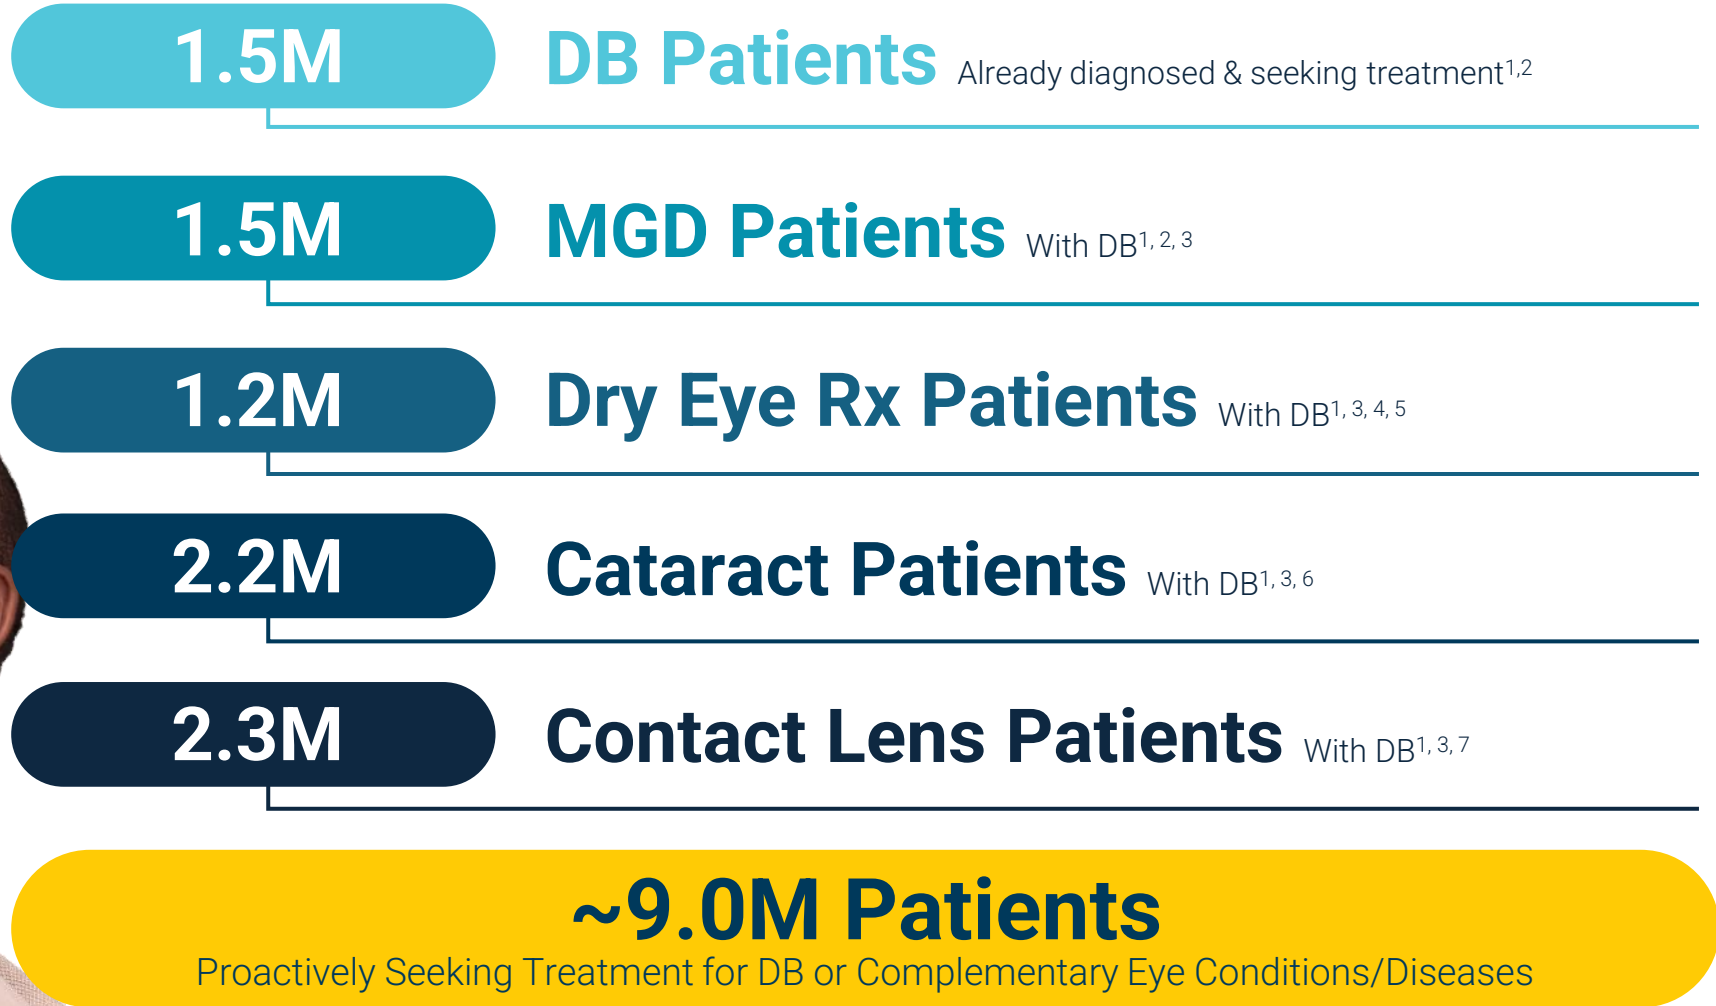 1.5M DB Patients Already diagnosed & seeking treatment1,2
1.5M MGD Patients With DB1, 2, 3
1.2M Dry Eye Rx Patients With DB1, 3, 4, 5
2.2M Cataract Patients With DB1, 3, 6
2.3M Contact Lens Patients With DB1, 3, 7
~9.0M Patients
Proactively Seeking Treatment for DB or Complementary Eye Conditions/Diseases